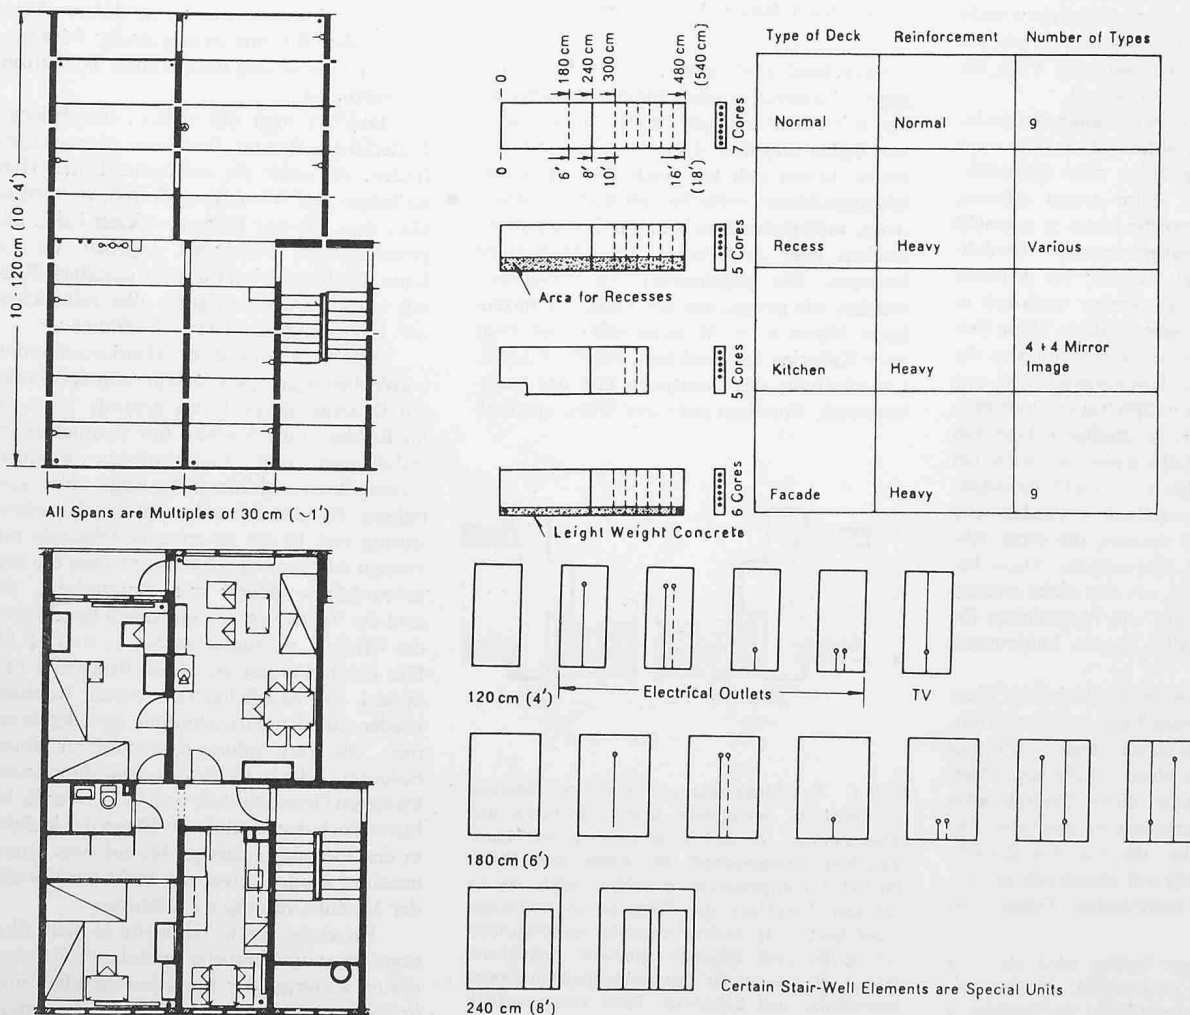 10 · 120 cm (10 · 4')
All Spans are Multiples of 30 cm (~1')
0
180 cm
240 cm
300 cm
480 cm
(540 cm)
0
6'
8'
10'
16'
(18')
7 Cores
5 Cores
Area for Recesses
5 Cores
6 Cores
Leight Weight Concrete
Type of Deck Reinforcement Number of Types
Normal Normal 9
Recess Heavy Various
Kitchen Heavy 4 + 4 Mirror
Image
Facade Heavy 9
120 cm (4') Electrical Outlets TV
180 cm (6')
240 cm (8')
Certain Stair-Well Elements are Special Units